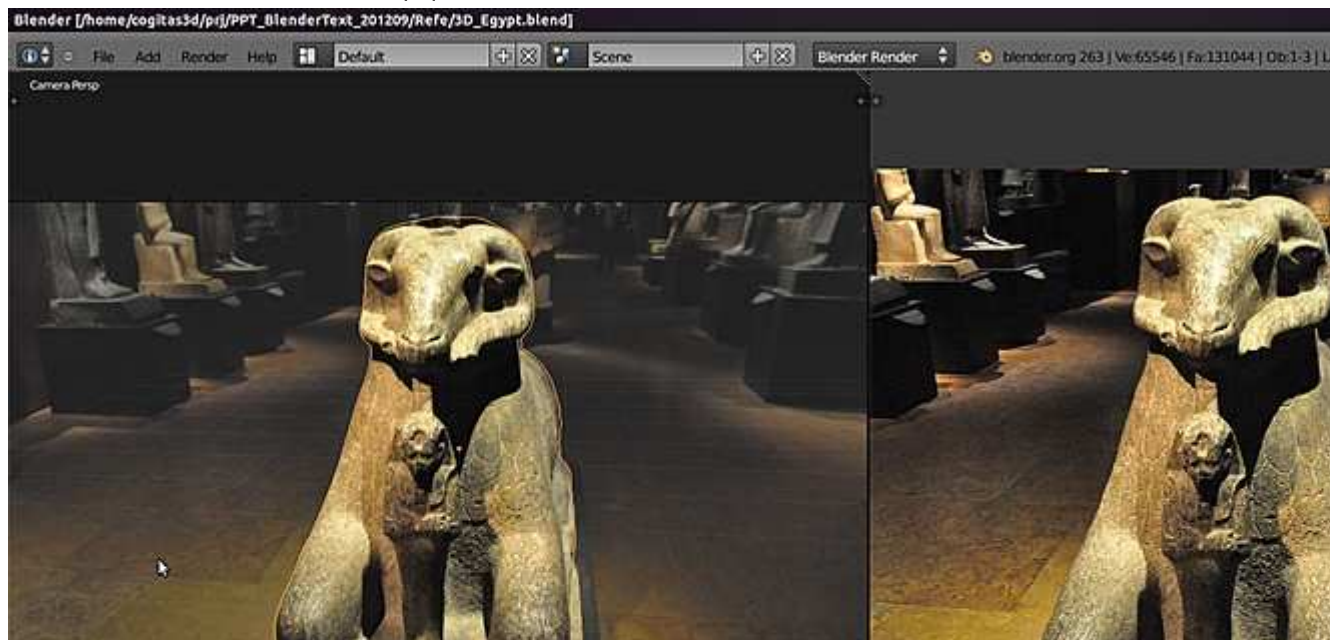 Blender [/home/cogitas3d/prj/PPT_BlenderText_201209/Refe/3D_Egypt.blend]
File Add Render Help Default Scene Blender Render blender.org 263 | Ve:65546 | Fa:131044 | Ob:1-3 | L
Camera Persp